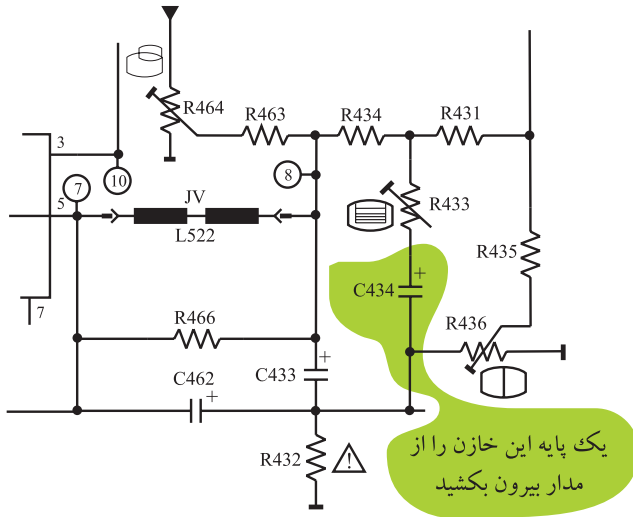 R464
R463
R434
R431
3
8
10
7
JV
R433
5
L522
R435
C434
+
7
R436
R466
+
C433
C462
+
R432
!
یک پایه این خازن را از
مدار بیرون بکشید